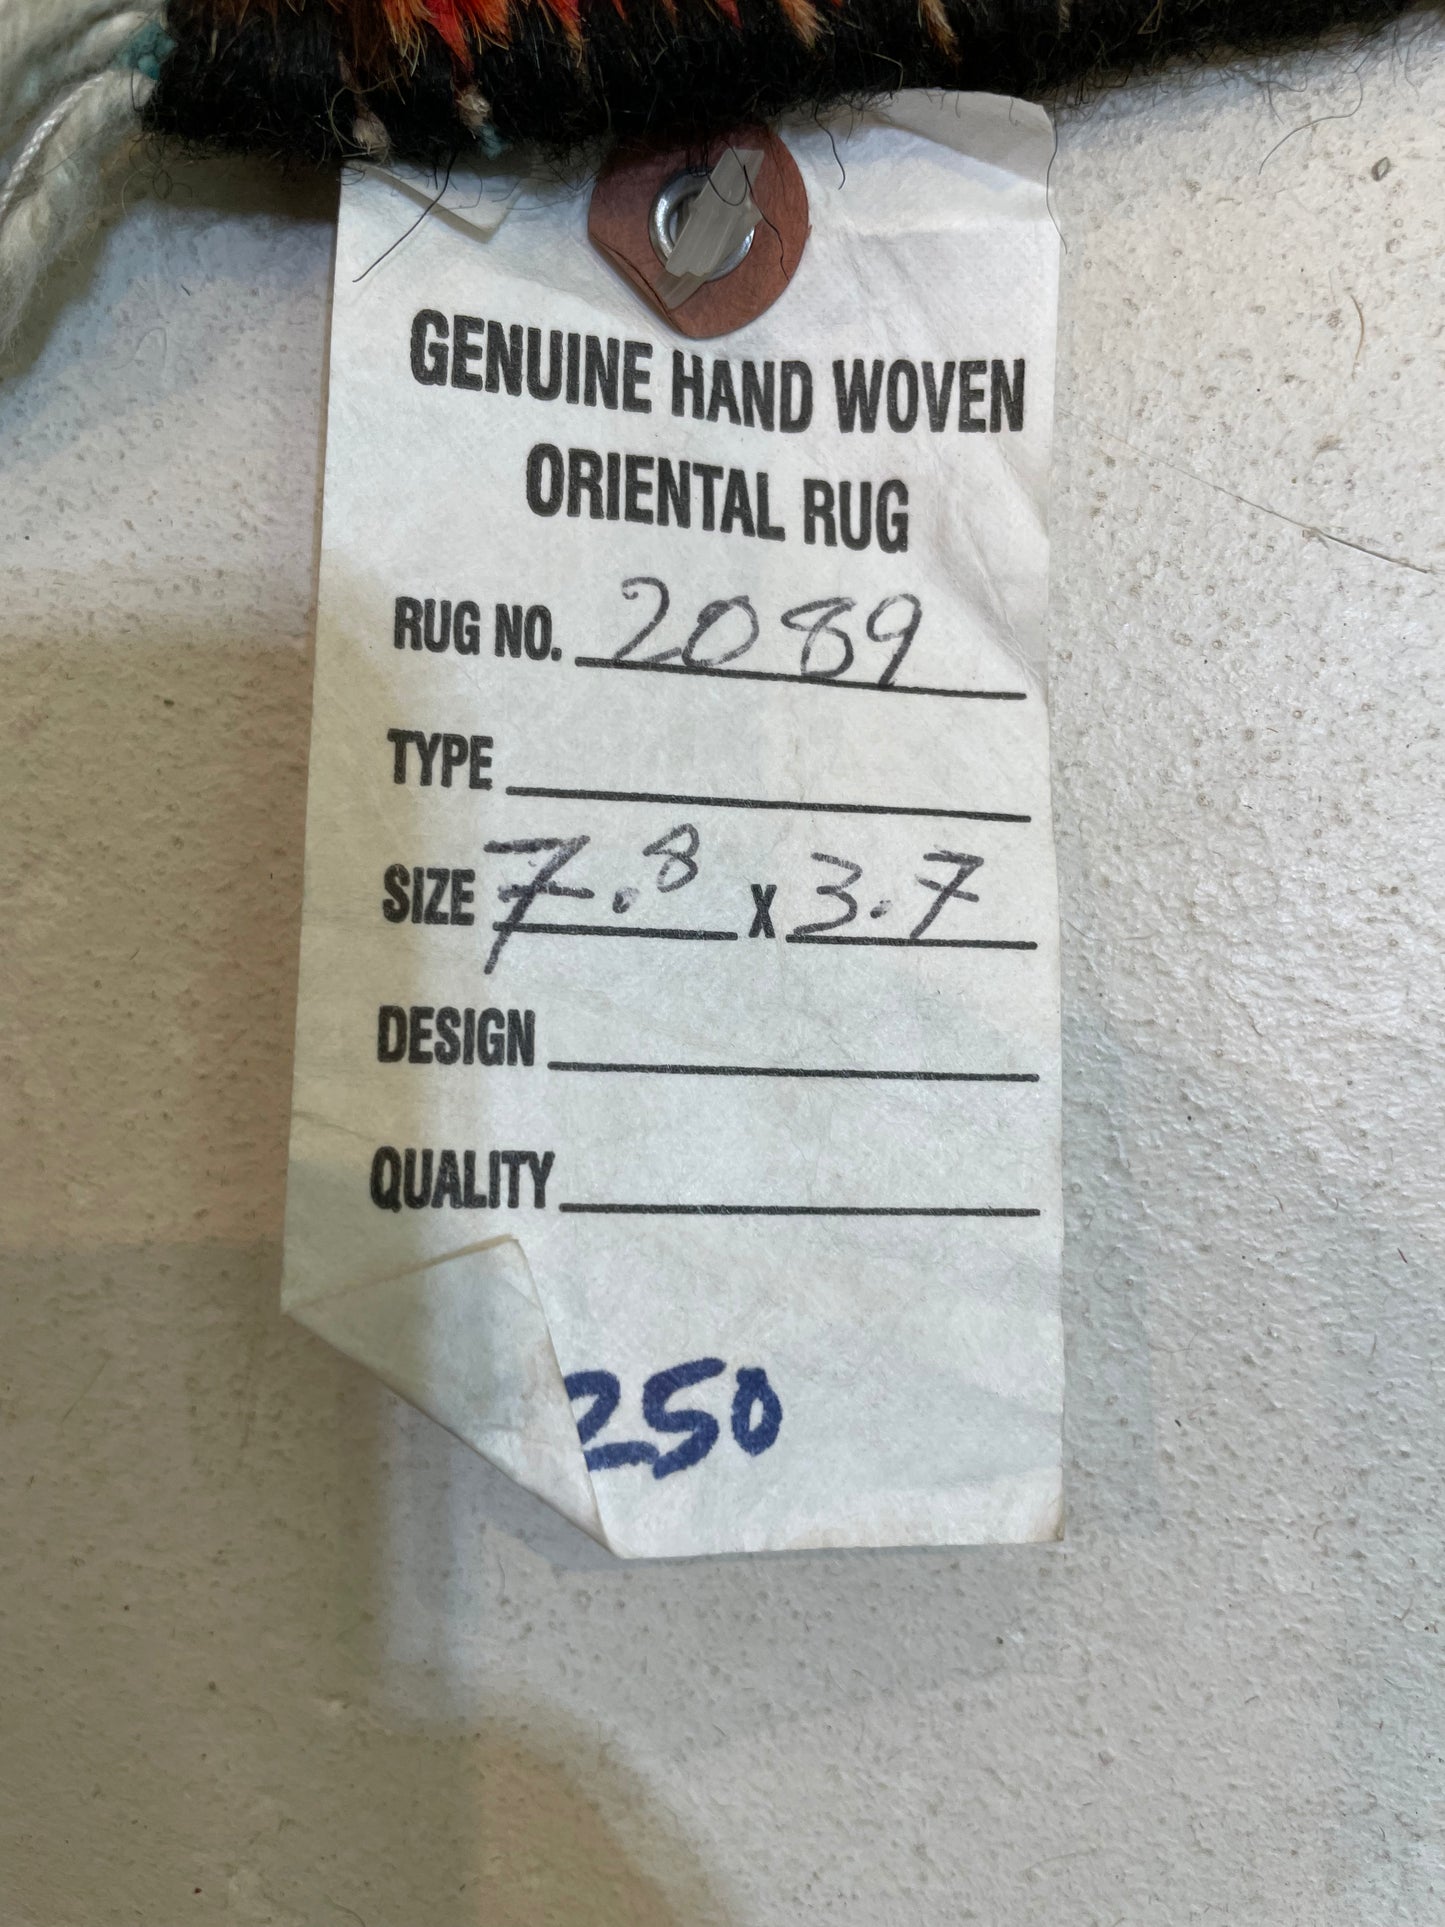 GENUINE HAND WOVEN
ORIENTAL RUG
RUG NO. 2089
TYPE
SIZE 7.8 X 3.7
DESIGN
QUALITY
250